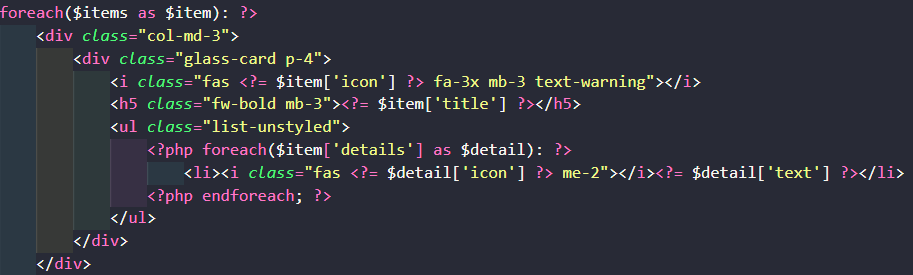 foreach($items as $item): ?>
<div class="col-md-3">
<div class="glass-card p-4">
<i class="fas <?= $item['icon'] ?> fa-3x mb-3 text-warning"></i>
<h5 class="fw-bold mb-3"><?= $item['title'] ?></h5>
<ul class="list-unstyled">
<?php foreach($item['details'] as $detail): ?>
<li><i class="fas <?= $detail['icon'] ?> me-2"></i><?= $detail['text'] ?></li>
<?php endforeach; ?>
</ul>
</div>
</div>